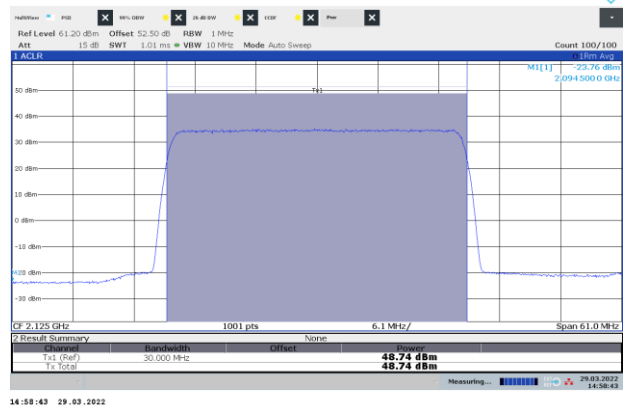 MultiView PSD X 99% OBW X 26 dB BW X CCDF X Pwr X
Ref Level 61.20 dBm Offset 52.50 dB RBW 1 MHz
Att 15 dB SWT 1.01 ms VBW 10 MHz Mode Auto Sweep Count 100/100
1 ACLR 1Rm Avg
M1[1] -23.76 dBm
2.0945000 GHz
Tx1
50 dBm
40 dBm
30 dBm
20 dBm
10 dBm
0 dBm
-10 dBm
-20 dBm
-30 dBm
CF 2.125 GHz 1001 pts 6.1 MHz/ Span 61.0 MHz
2 Result Summary None
Channel Bandwidth Offset Power
Tx1 (Ref) 30.000 MHz 48.74 dBm
Tx Total 48.74 dBm
Measuring... 29.03.2022
14:58:43
14:58:43 29.03.2022